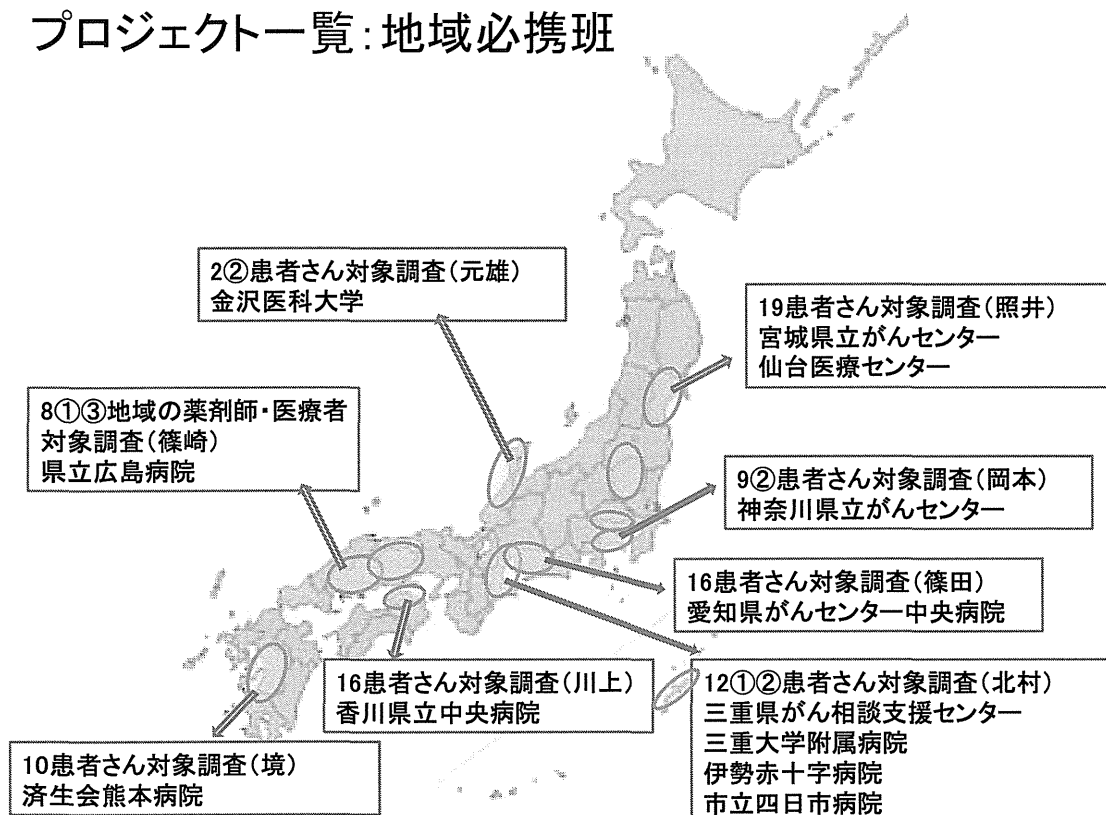 プロジェクト一覧:地域必携班
2②患者さん対象調査(元雄)
金沢医科大学
19患者さん対象調査(照井)
宮城県立がんセンター
仙台医療センター
8①③地域の薬剤師・医療者
対象調査(篠崎)
県立広島病院
9②患者さん対象調査(岡本)
神奈川県立がんセンター
16患者さん対象調査(篠田)
愛知県がんセンター中央病院
16患者さん対象調査(川上)
香川県立中央病院
12①②患者さん対象調査(北村)
三重県がん相談支援センター
三重大学附属病院
伊勢赤十字病院
市立四日市病院
10患者さん対象調査(境)
済生会熊本病院